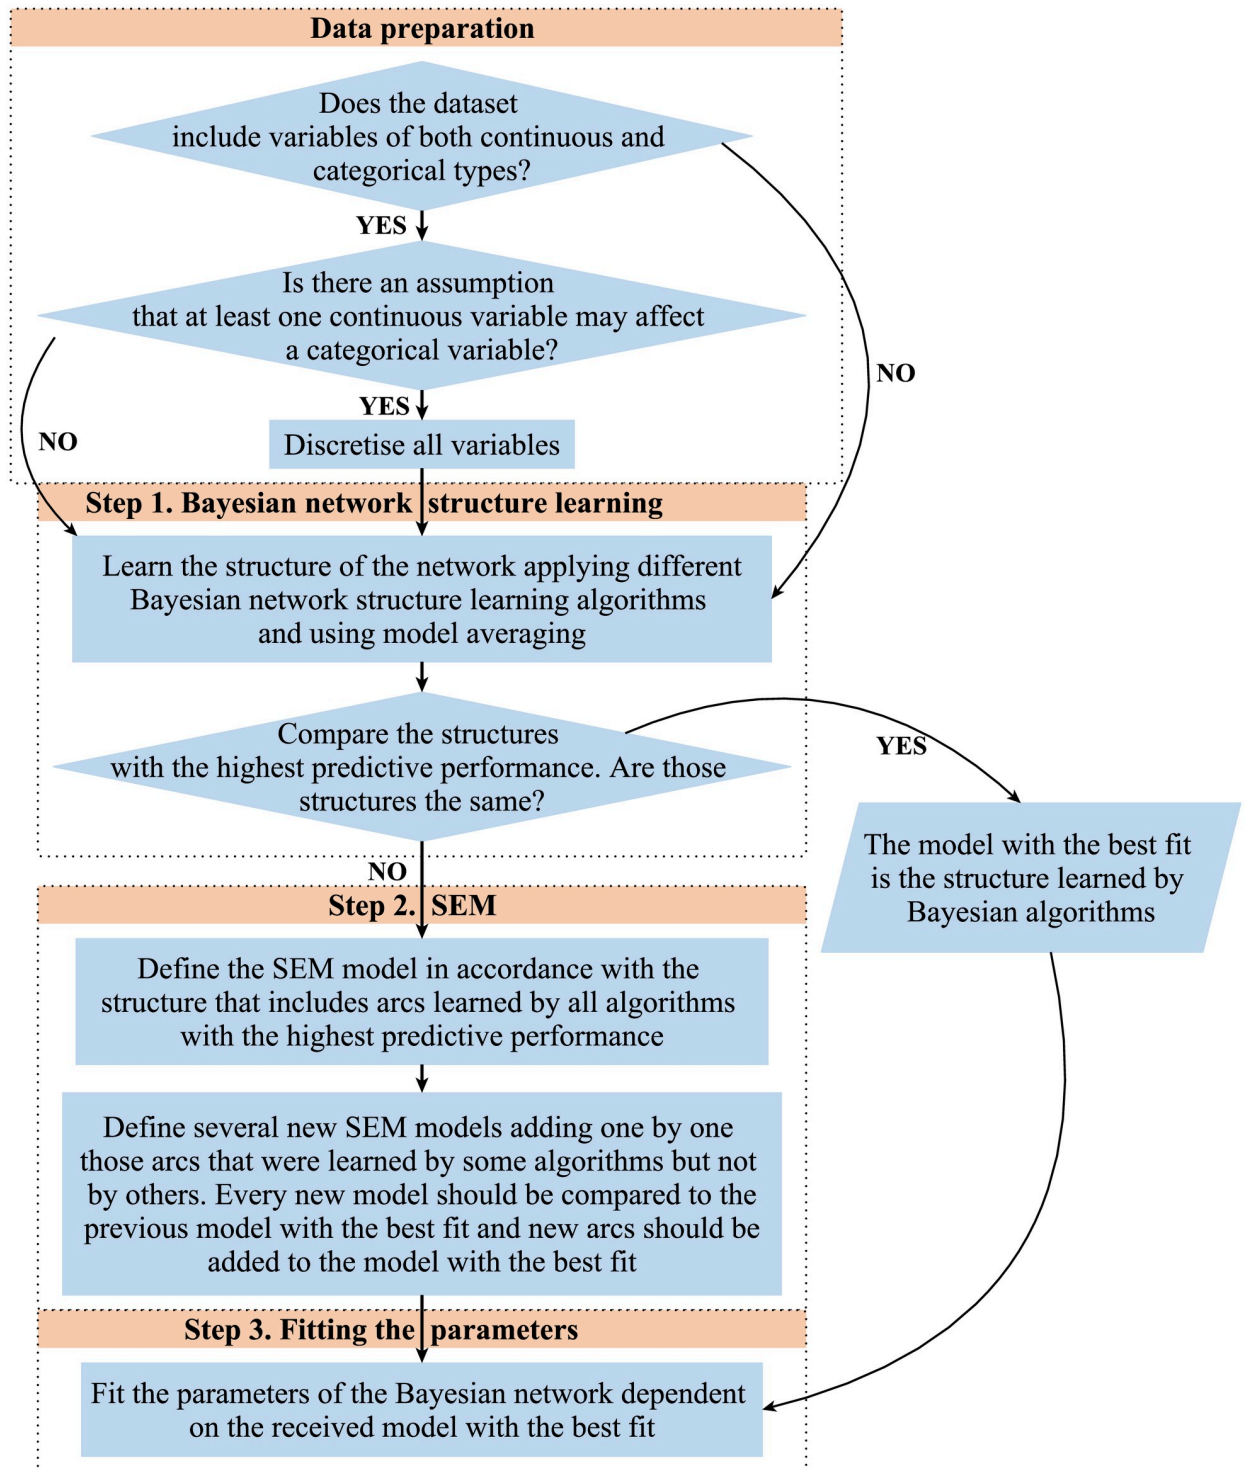 Data preparation
Does the dataset
include variables of both continuous and
categorical types?
YES
Is there an assumption
that at least one continuous variable may affect
a categorical variable?
NO
YES
NO
Discretise all variables
Step 1. Bayesian network structure learning
Learn the structure of the network applying different
Bayesian network structure learning algorithms
and using model averaging
Compare the structures
with the highest predictive performance. Are those
structures the same?
YES
The model with the best fit
is the structure learned by
Bayesian algorithms
NO
Step 2. SEM
Define the SEM model in accordance with the
structure that includes arcs learned by all algorithms
with the highest predictive performance
Define several new SEM models adding one by one
those arcs that were learned by some algorithms but not
by others. Every new model should be compared to the
previous model with the best fit and new arcs should be
added to the model with the best fit
Step 3. Fitting the parameters
Fit the parameters of the Bayesian network dependent
on the received model with the best fit